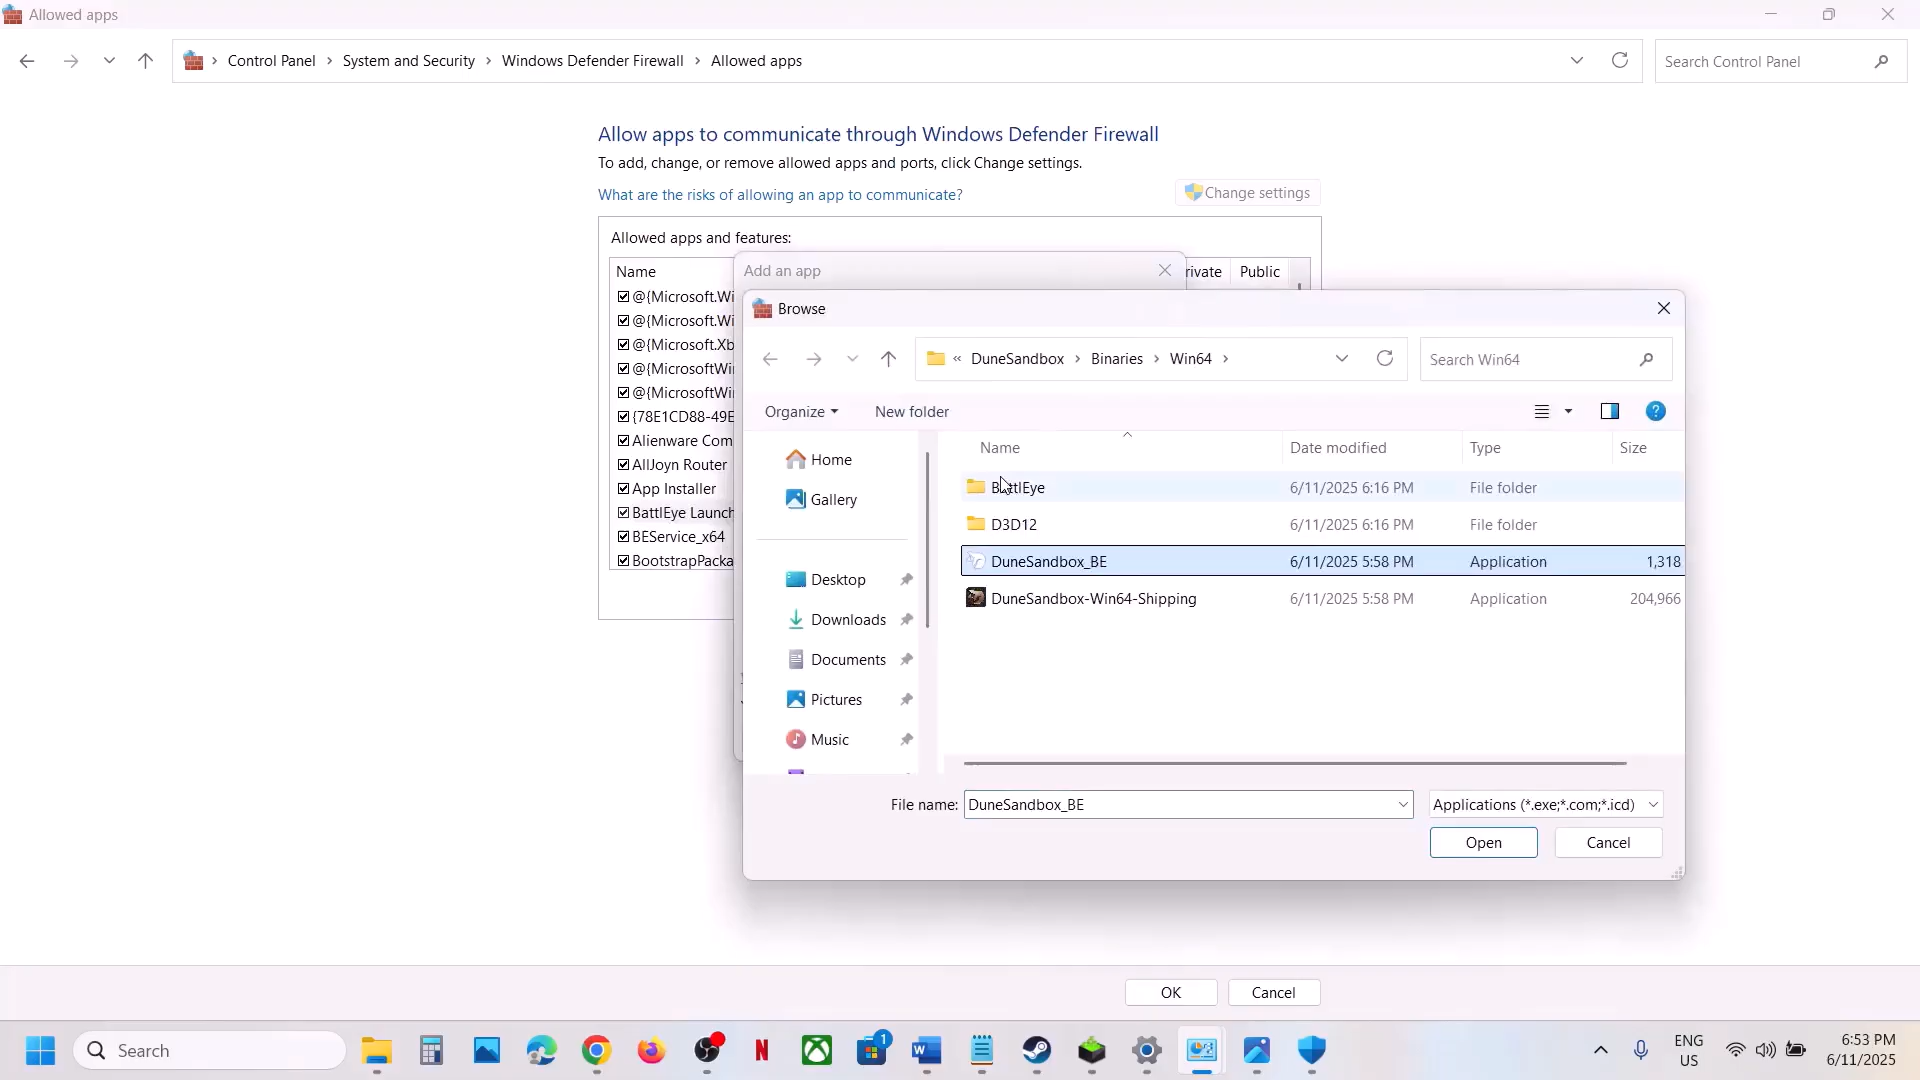 Allowed apps
Control Panel > System and Security > Windows Defender Firewall > Allowed apps
Search Control Panel
Allow apps to communicate through Windows Defender Firewall
To add, change, or remove allowed apps and ports, click Change settings.
What are the risks of allowing an app to communicate?
Change settings
Allowed apps and features:
Name
rivate
Public
@{Microsoft.Wi
@{Microsoft.Wi
@{Microsoft.Xb
@{MicrosoftWi
@{MicrosoftWi
{78E1CD88-49E
Alienware Com
AllJoyn Router
App Installer
BattlEye Launch
BEService_x64
BootstrapPacka
Add an app
Browse
« DuneSandbox > Binaries > Win64 >
Search Win64
Organize
New folder
Home
Gallery
Desktop
Downloads
Documents
Pictures
Music
Name Date modified Type Size
BattlEye 6/11/2025 6:16 PM File folder
D3D12 6/11/2025 6:16 PM File folder
DuneSandbox_BE 6/11/2025 5:58 PM Application 1,318
DuneSandbox-Win64-Shipping 6/11/2025 5:58 PM Application 204,966
File name: DuneSandbox_BE
Applications (*.exe;*.com;*.icd)
Open
Cancel
OK
Cancel
Search
1
ENG
US
6:53 PM
6/11/2025